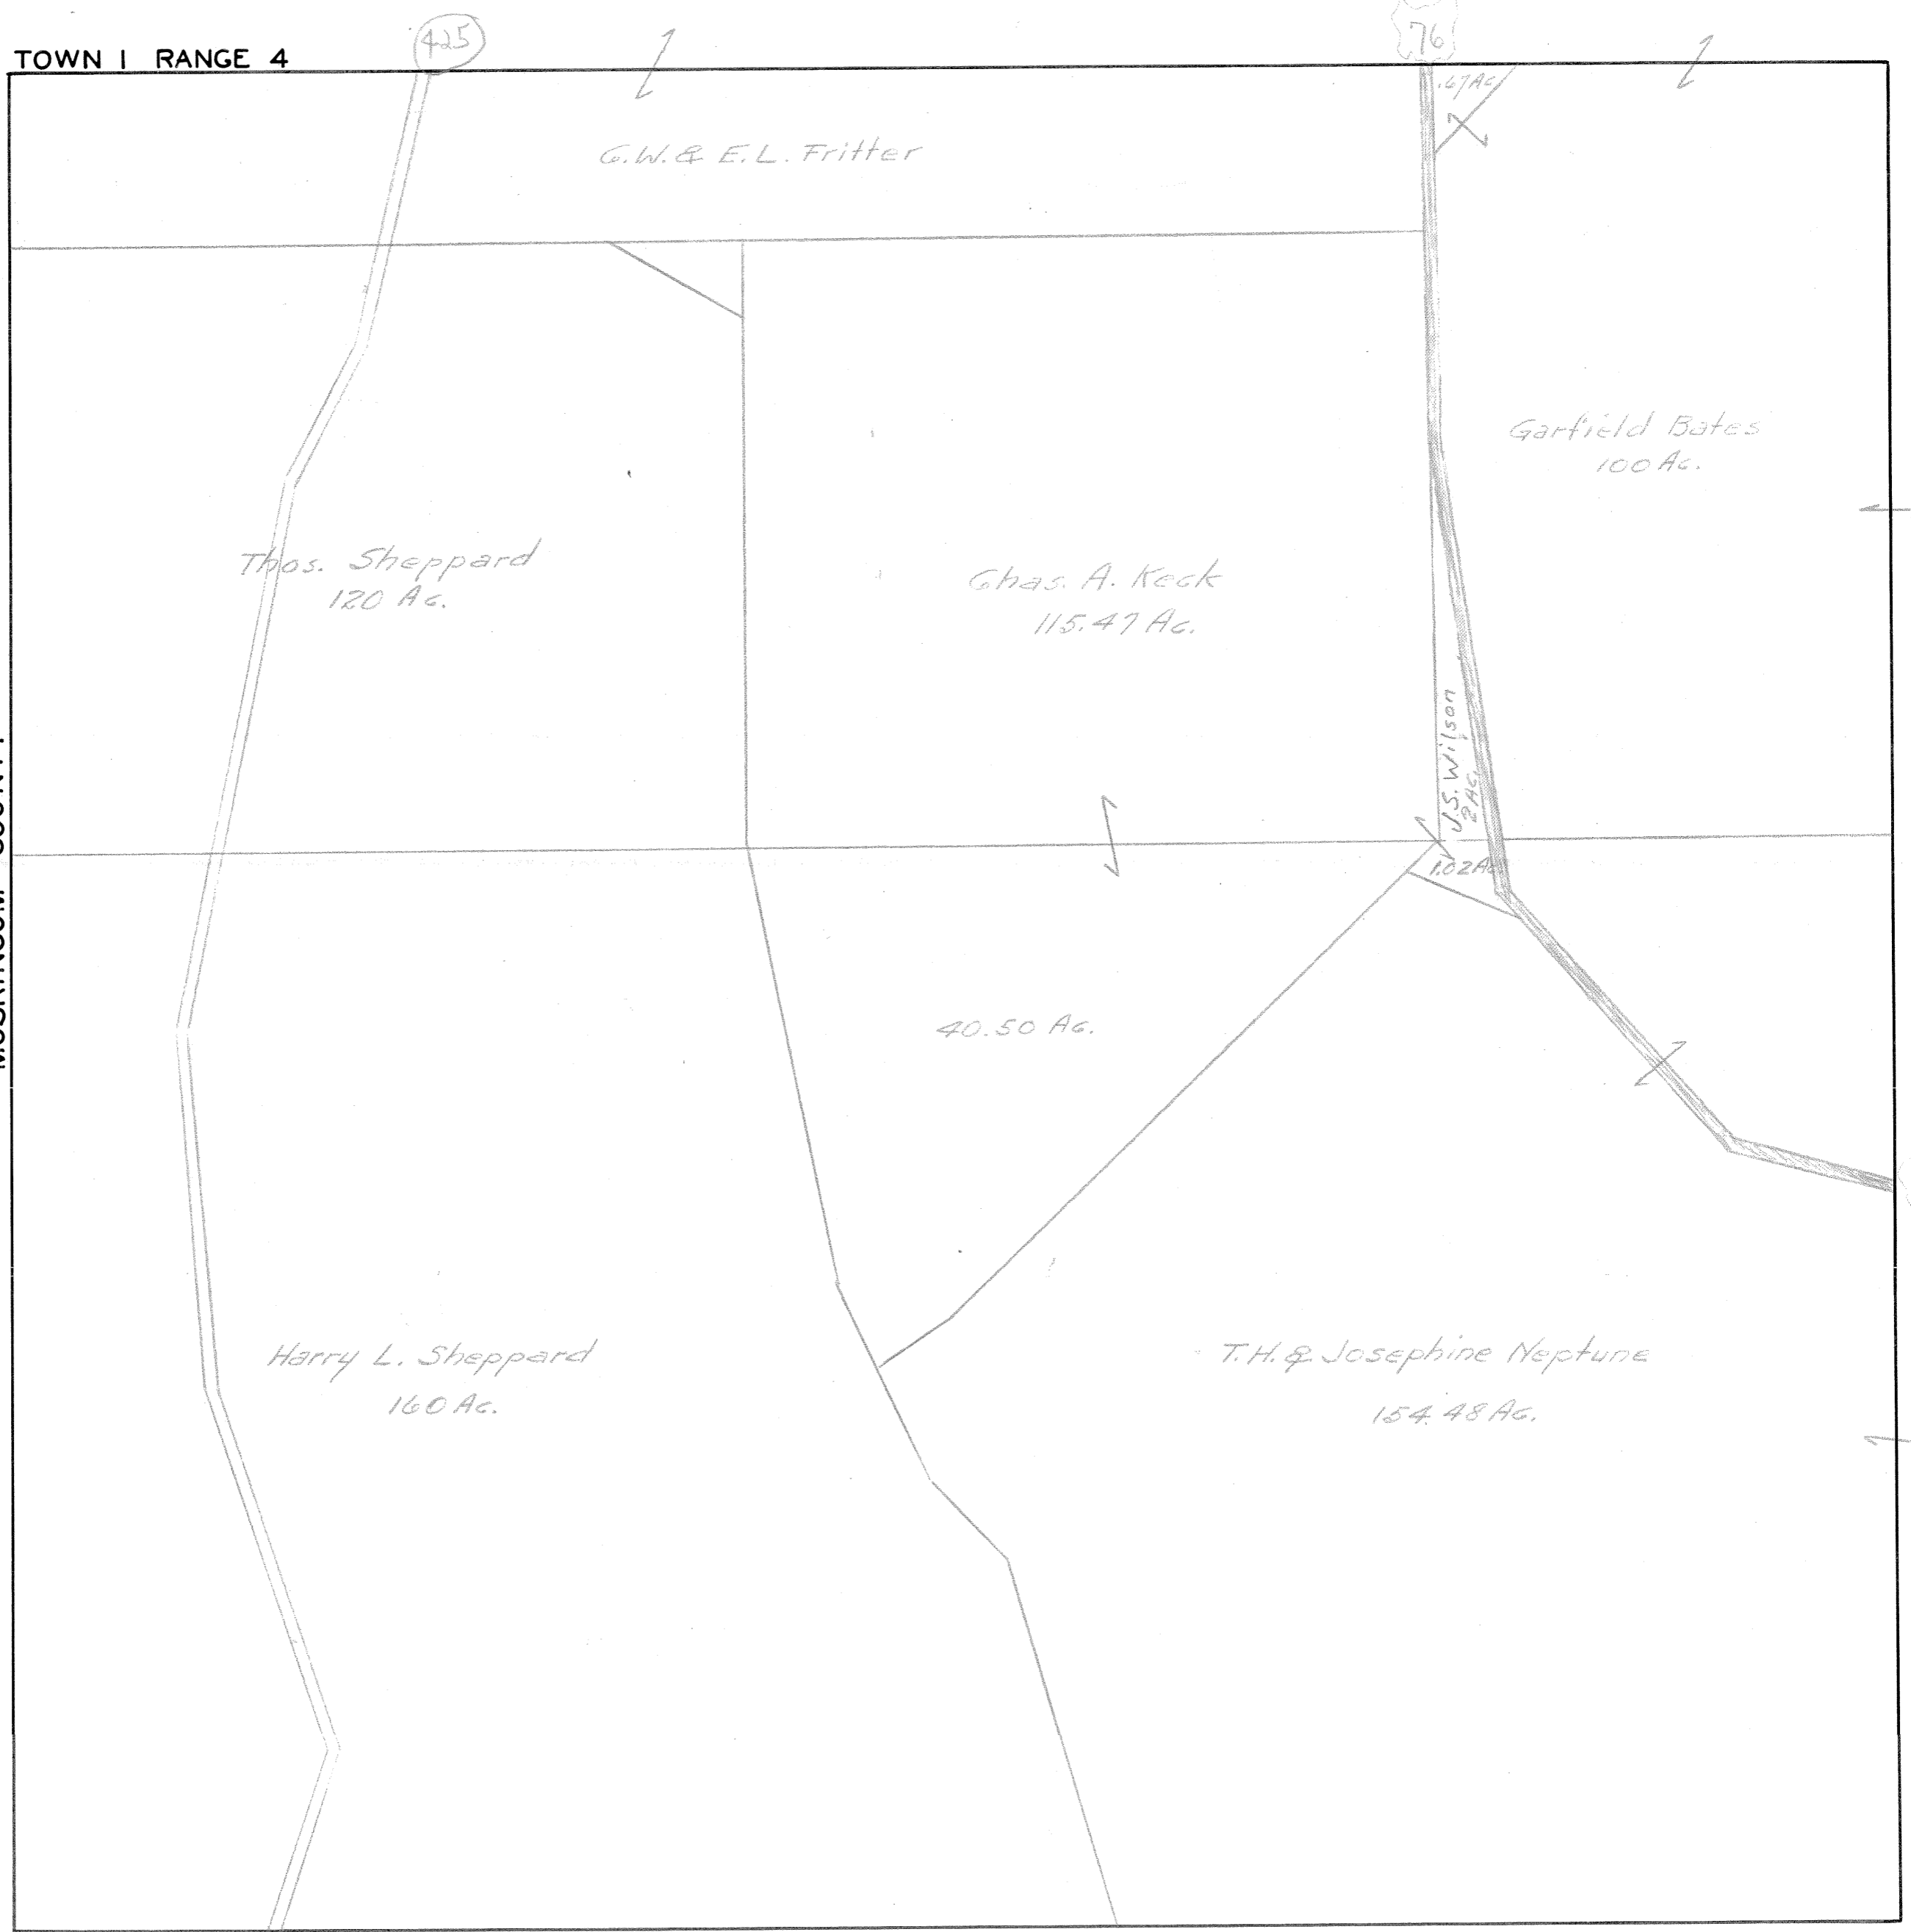 TOWN 1 RANGE 4
425
76
.67 Ac.
G.W. & E.L. Fritter
Garfield Bates
100 Ac.
Thos. Sheppard
120 Ac.
Chas. A. Keck
115.47 Ac.
J.S. Wilson
2 Ac.
1.02 Ac.
40.50 Ac.
Harry L. Sheppard
160 Ac.
T.H. & Josephine Neptune
154.48 Ac.